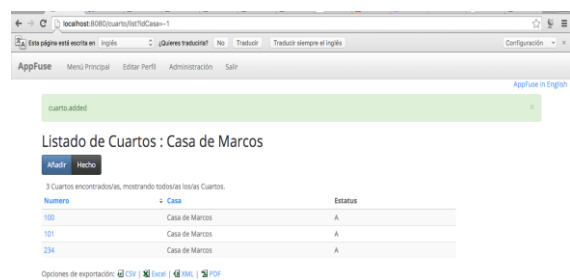 localhost:8080/cuarto/list?idCasa=-1
Esta página está escrita en Inglés ¿Quieres traducirla? No Traducir Traducir siempre el inglés Configuración
AppFuse Menú Principal Editar Perfil Administración Salir
AppFuse in English
cuarto.added
Listado de Cuartos : Casa de Marcos
Añadir Hecho
3 Cuartos encontrados/as, mostrando todos/as los/as Cuartos.
Numero Casa Estatus
100 Casa de Marcos A
101 Casa de Marcos A
234 Casa de Marcos A
Opciones de exportación: CSV | Excel | XML | PDF